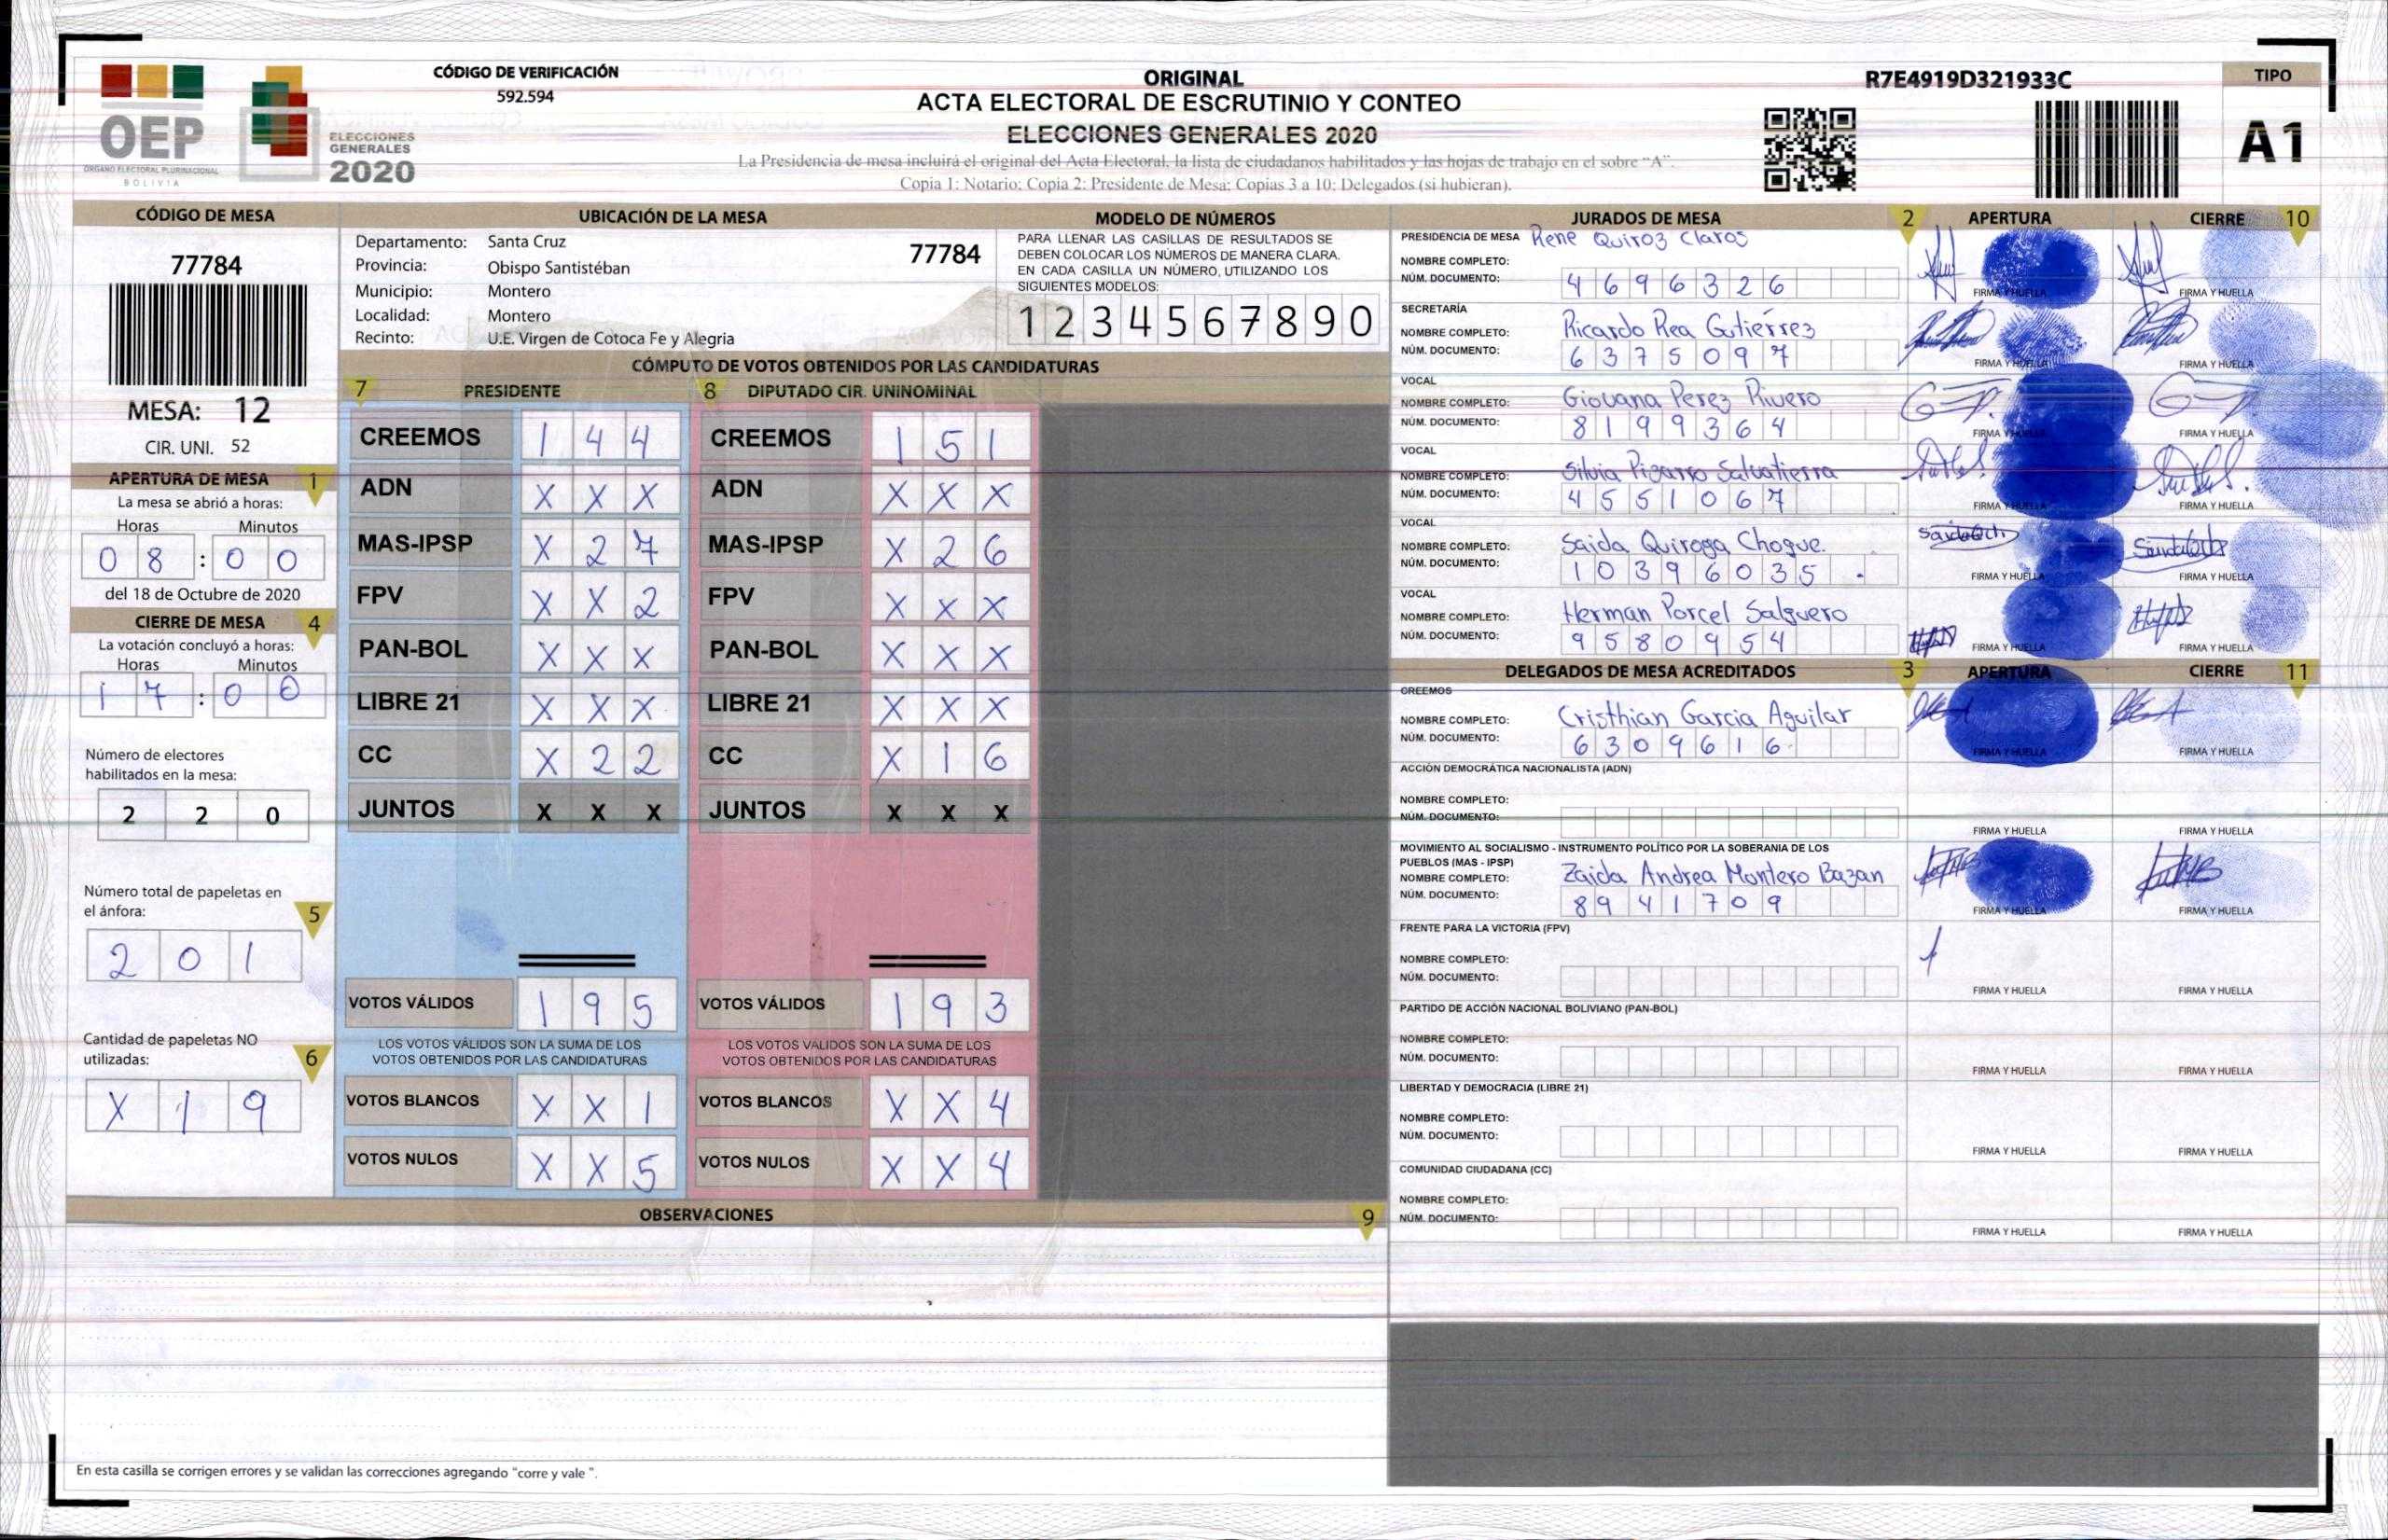 OEP
ÓRGANO ELECTORAL PLURINACIONAL
BOLIVIA
ELECCIONES
GENERALES
2020
CÓDIGO DE VERIFICACIÓN
592.594
ORIGINAL
ACTA ELECTORAL DE ESCRUTINIO Y CONTEO
ELECCIONES GENERALES 2020
La Presidencia de mesa incluirá el original del Acta Electoral, la lista de ciudadanos habilitados y las hojas de trabajo en el sobre "A".
Copia 1: Notario; Copia 2: Presidente de Mesa; Copias 3 a 10: Delegados (si hubieran).
R7E4919D321933C
TIPO
A1
CÓDIGO DE MESA
77784
MESA: 12
CIR. UNI. 52
APERTURA DE MESA 1
La mesa se abrió a horas:
Horas Minutos
0 8 : 0 0
del 18 de Octubre de 2020
CIERRE DE MESA 4
La votación concluyó a horas:
Horas Minutos
1 7 : 0 0
Número de electores
habilitados en la mesa:
2 2 0
Número total de papeletas en
el ánfora: 5
2 0 1
Cantidad de papeletas NO
utilizadas: 6
X 1 9
UBICACIÓN DE LA MESA
Departamento: Santa Cruz 77784
Provincia: Obispo Santistéban
Municipio: Montero
Localidad: Montero
Recinto: U.E. Virgen de Cotoca Fe y Alegria
MODELO DE NÚMEROS
PARA LLENAR LAS CASILLAS DE RESULTADOS SE
DEBEN COLOCAR LOS NÚMEROS DE MANERA CLARA.
EN CADA CASILLA UN NÚMERO, UTILIZANDO LOS
SIGUIENTES MODELOS:
1 2 3 4 5 6 7 8 9 0
CÓMPUTO DE VOTOS OBTENIDOS POR LAS CANDIDATURAS
7 PRESIDENTE 8 DIPUTADO CIR. UNINOMINAL
CREEMOS 1 4 4 CREEMOS 1 5 1
ADN X X X ADN X X X
MAS-IPSP X 2 7 MAS-IPSP X 2 6
FPV X X 2 FPV X X X
PAN-BOL X X X PAN-BOL X X X
LIBRE 21 X X X LIBRE 21 X X X
CC X 2 2 CC X 1 6
JUNTOS X X X JUNTOS X X X
VOTOS VÁLIDOS 1 9 5 VOTOS VÁLIDOS 1 9 3
LOS VOTOS VÁLIDOS SON LA SUMA DE LOS LOS VOTOS VÁLIDOS SON LA SUMA DE LOS
VOTOS OBTENIDOS POR LAS CANDIDATURAS VOTOS OBTENIDOS POR LAS CANDIDATURAS
VOTOS BLANCOS X X 1 VOTOS BLANCOS X X 4
VOTOS NULOS X X 5 VOTOS NULOS X X 4
OBSERVACIONES 9
En esta casilla se corrigen errores y se validan las correcciones agregando "corre y vale ".
JURADOS DE MESA 2 APERTURA CIERRE 10
PRESIDENCIA DE MESA Rene Quiroz Claros
NOMBRE COMPLETO:
NÚM. DOCUMENTO: 4 6 9 6 3 2 6 FIRMA Y HUELLA FIRMA Y HUELLA
SECRETARÍA
NOMBRE COMPLETO: Ricardo Rea Gutierrez
NÚM. DOCUMENTO: 6 3 7 5 0 9 7 FIRMA Y HUELLA FIRMA Y HUELLA
VOCAL
NOMBRE COMPLETO: Giovana Perez Rivero
NÚM. DOCUMENTO: 8 1 9 9 3 6 4 FIRMA Y HUELLA FIRMA Y HUELLA
VOCAL
NOMBRE COMPLETO: Silvia Pizarro Salvatierra
NÚM. DOCUMENTO: 4 5 5 1 0 6 7 FIRMA Y HUELLA FIRMA Y HUELLA
VOCAL
NOMBRE COMPLETO: Saida Quiroga Choque.
NÚM. DOCUMENTO: 1 0 3 9 6 0 3 5 . FIRMA Y HUELLA FIRMA Y HUELLA
VOCAL
NOMBRE COMPLETO: Herman Porcel Salguero
NÚM. DOCUMENTO: 9 5 8 0 9 5 4 FIRMA Y HUELLA FIRMA Y HUELLA
DELEGADOS DE MESA ACREDITADOS 3 APERTURA CIERRE 11
CREEMOS
NOMBRE COMPLETO: Cristhian Garcia Aguilar
NÚM. DOCUMENTO: 6 3 0 9 6 1 6 FIRMA Y HUELLA FIRMA Y HUELLA
ACCIÓN DEMOCRÁTICA NACIONALISTA (ADN)
NOMBRE COMPLETO:
NÚM. DOCUMENTO: FIRMA Y HUELLA FIRMA Y HUELLA
MOVIMIENTO AL SOCIALISMO - INSTRUMENTO POLÍTICO POR LA SOBERANIA DE LOS
PUEBLOS (MAS - IPSP)
NOMBRE COMPLETO: Zaida Andrea Montero Bazan
NÚM. DOCUMENTO: 8 9 4 1 7 0 9 FIRMA Y HUELLA FIRMA Y HUELLA
FRENTE PARA LA VICTORIA (FPV)
NOMBRE COMPLETO:
NÚM. DOCUMENTO: FIRMA Y HUELLA FIRMA Y HUELLA
PARTIDO DE ACCIÓN NACIONAL BOLIVIANO (PAN-BOL)
NOMBRE COMPLETO:
NÚM. DOCUMENTO: FIRMA Y HUELLA FIRMA Y HUELLA
LIBERTAD Y DEMOCRACIA (LIBRE 21)
NOMBRE COMPLETO:
NÚM. DOCUMENTO: FIRMA Y HUELLA FIRMA Y HUELLA
COMUNIDAD CIUDADANA (CC)
NOMBRE COMPLETO:
NÚM. DOCUMENTO: FIRMA Y HUELLA FIRMA Y HUELLA